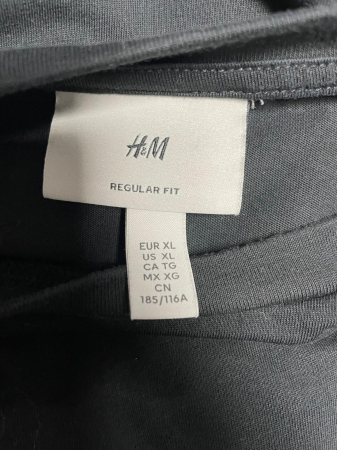 H&M
REGULAR FIT
EUR XL
US XL
CA TG
MX XG
CN
185/116A